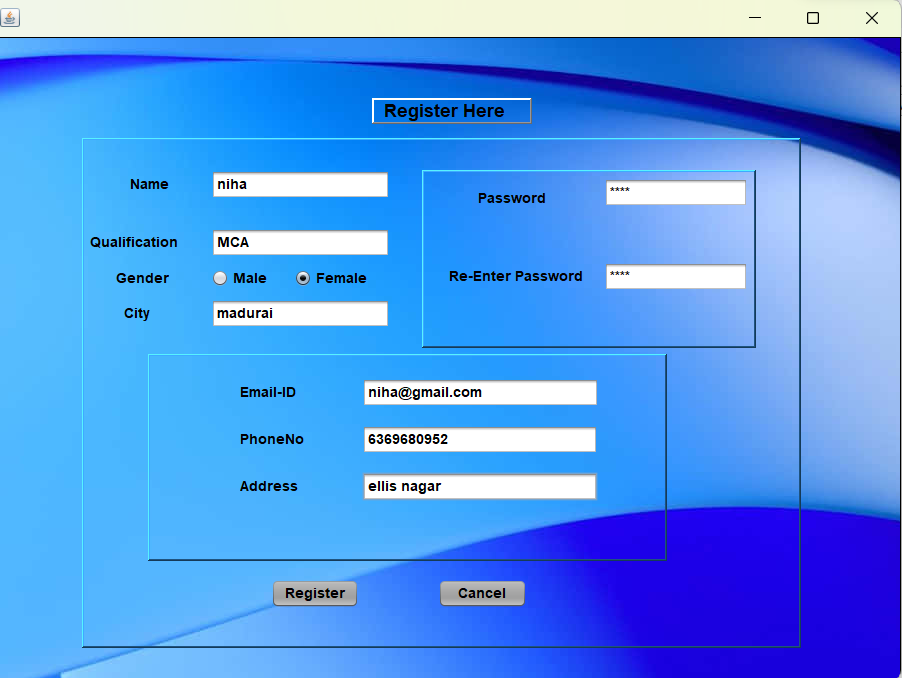 Register Here
Name niha
Qualification MCA
Gender Male Female
City madurai
Password ****
Re-Enter Password ****
Email-ID niha@gmail.com
PhoneNo 6369680952
Address ellis nagar
Register Cancel